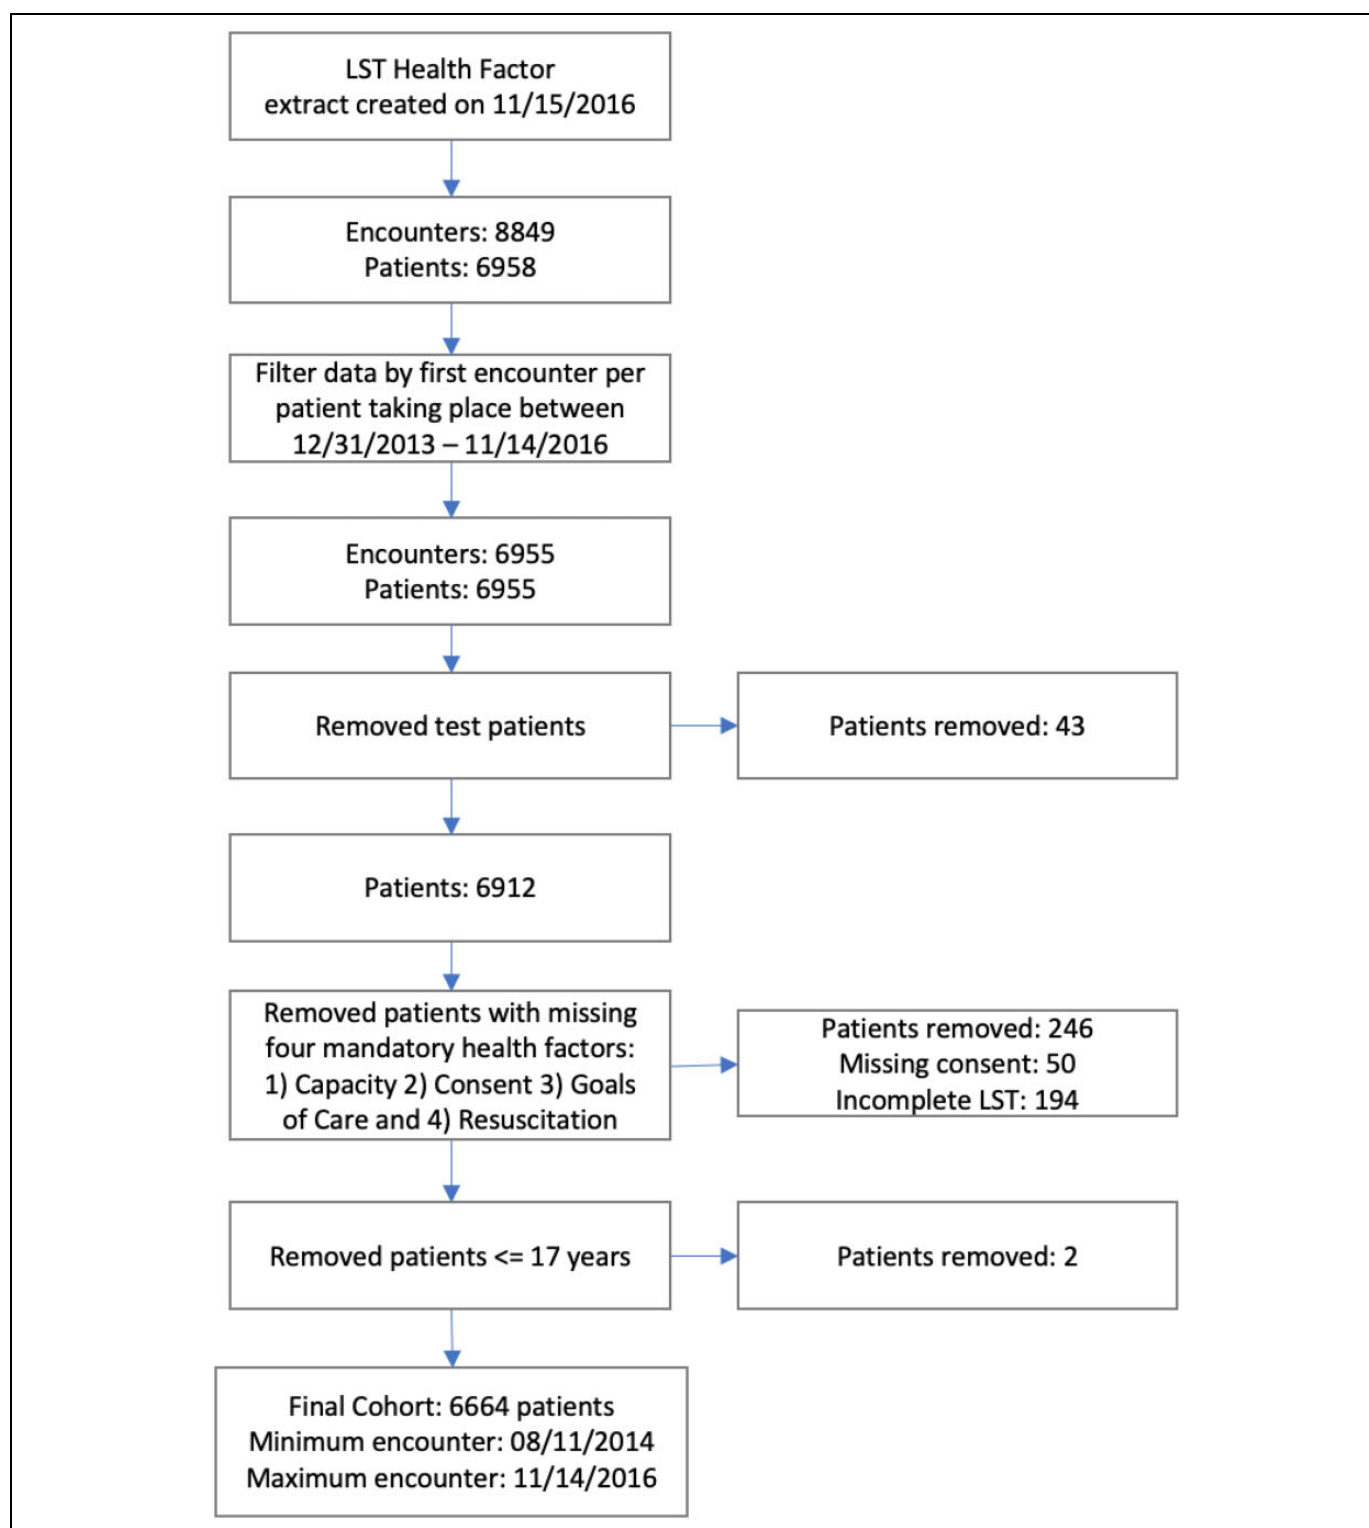 LST Health Factor
extract created on 11/15/2016
Encounters: 8849
Patients: 6958
Filter data by first encounter per
patient taking place between
12/31/2013 – 11/14/2016
Encounters: 6955
Patients: 6955
Removed test patients
Patients removed: 43
Patients: 6912
Removed patients with missing
four mandatory health factors:
1) Capacity 2) Consent 3) Goals
of Care and 4) Resuscitation
Patients removed: 246
Missing consent: 50
Incomplete LST: 194
Removed patients <= 17 years
Patients removed: 2
Final Cohort: 6664 patients
Minimum encounter: 08/11/2014
Maximum encounter: 11/14/2016